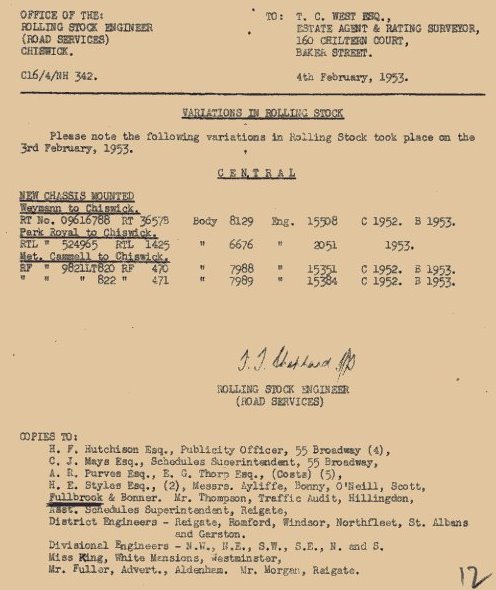 OFFICE OF THE:
ROLLING STOCK ENGINEER
(ROAD SERVICES)
CHISWICK.
C16/4/NH 342.
TO: T. C. WEST ESQ.,
ESTATE AGENT & RATING SURVEYOR,
160 CHILTERN COURT,
BAKER STREET.
4th February, 1953.
VARIATIONS IN ROLLING STOCK
Please note the following variations in Rolling Stock took place on the
3rd February, 1953.
CENTRAL
NEW CHASSIS MOUNTED
Weymann to Chiswick.
RT No. 09616788 RT 3657B Body 8129 Eng. 15508 C 1952. B 1953.
Park Royal to Chiswick.
RTL " 524965 RTL 1425 " 6676 " 2051 1953.
Met. Cammell to Chiswick.
RF " 9821LT820 RF 470 " 7988 " 15351 C 1952. B 1953.
" " " 822 " 471 " 7989 " 15384 C 1952. B 1953.
ROLLING STOCK ENGINEER
(ROAD SERVICES)
COPIES TO:
H. F. Hutchison Esq., Publicity Officer, 55 Broadway (4),
C. J. Mays Esq., Schedules Superintendent, 55 Broadway,
A. R. Purves Esq., E. G. Thorp Esq., (Costs) (5),
H. E. Styles Esq., (2), Messrs. Ayliffe, Bonny, O'Neill, Scott,
Fullbrook & Bonner. Mr. Thompson, Traffic Audit, Hillingdon,
Asst. Schedules Superintendent, Reigate,
District Engineers - Reigate, Romford, Windsor, Northfleet, St. Albans
and Garston.
Divisional Engineers - N.W., N.E., S.W., S.E., N. and S.
Miss King, White Mansions, Westminster,
Mr. Fuller, Advert., Aldenham. Mr. Morgan, Reigate.
12